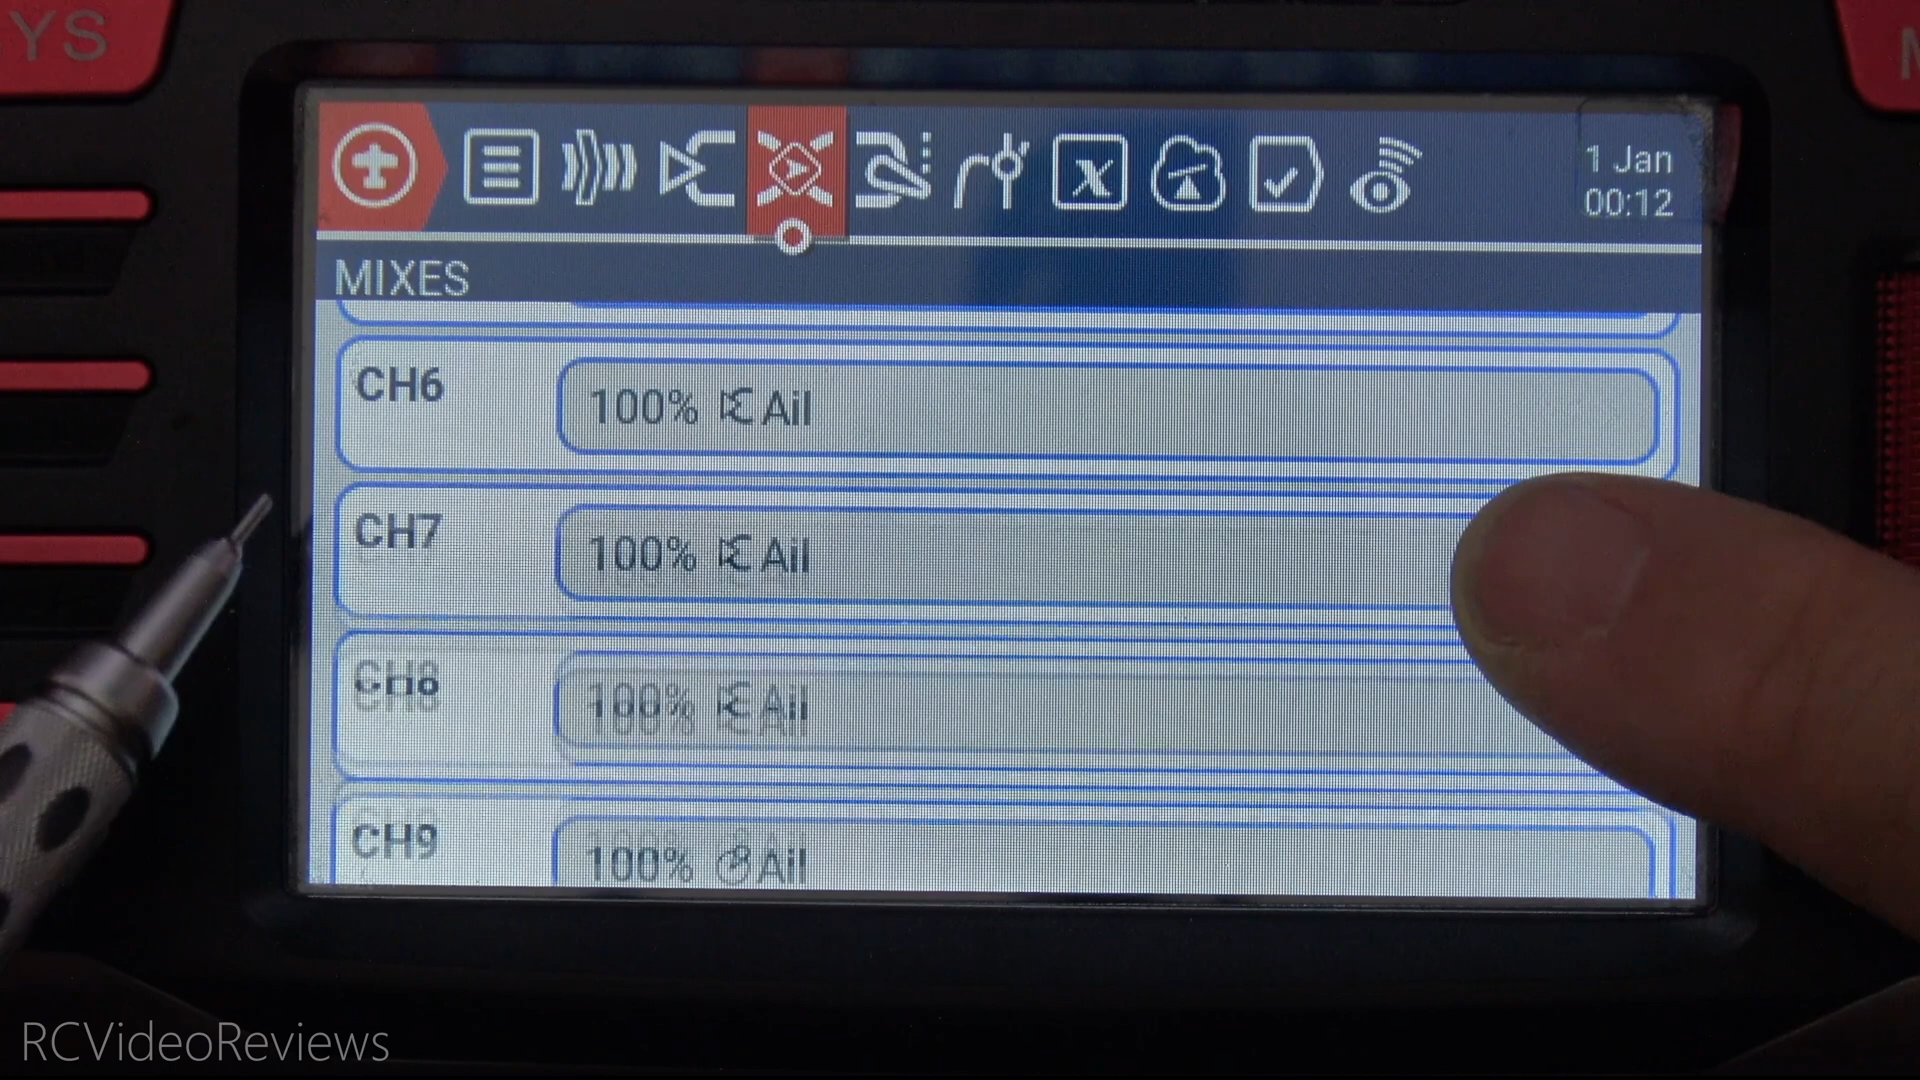 YS
M
1 Jan
00:12
MIXES
CH6
100% Ail
CH7
100% Ail
CH8
100% Ail
CH9
100% Ail
RCVideoReviews